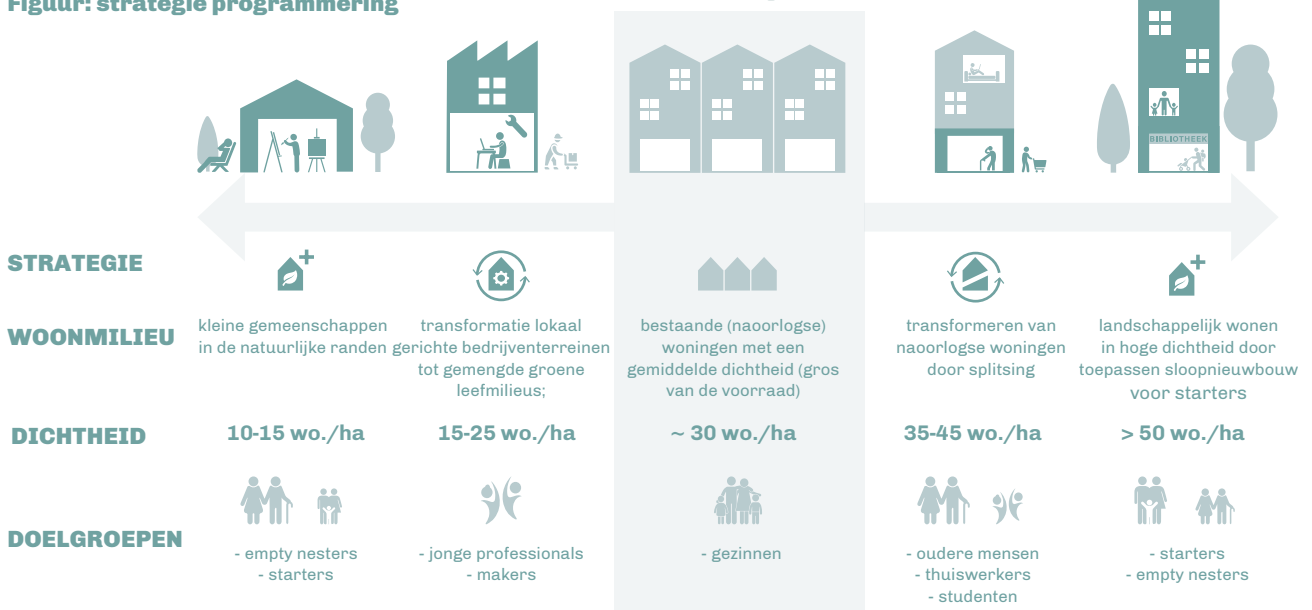 Figuur: strategie programmering
BIBLIOTHEEK
STRATEGIE
WOONMILIEU
kleine gemeenschappen
in de natuurlijke randen
transformatie lokaal
gerichte bedrijventerreinen
tot gemengde groene
leefmilieus;
bestaande (naoorlogse)
woningen met een
gemiddelde dichtheid (gros
van de voorraad)
transformeren van
naoorlogse woningen
door splitsing
landschappelijk wonen
in hoge dichtheid door
toepassen sloopnieuwbouw
voor starters
DICHTHEID
10-15 wo./ha
15-25 wo./ha
~ 30 wo./ha
35-45 wo./ha
> 50 wo./ha
DOELGROEPEN
- empty nesters
- starters
- jonge professionals
- makers
- gezinnen
- oudere mensen
- thuiswerkers
- studenten
- starters
- empty nesters